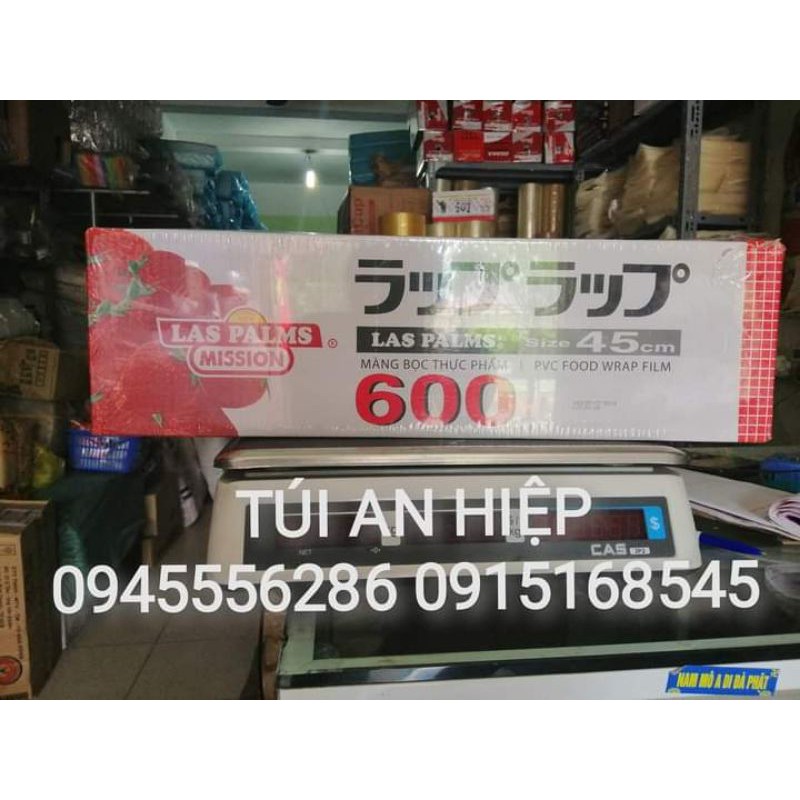 ラップラップ
LAS PALMS ®
MISSION
LAS PALMS Size 45cm
MÀNG BỌC THỰC PHẨM | PVC FOOD WRAP FILM
600
TÚI AN HIỆP
NET
CAS
0945556286 0915168545
NAM MÔ A DI ĐÀ PHẬT